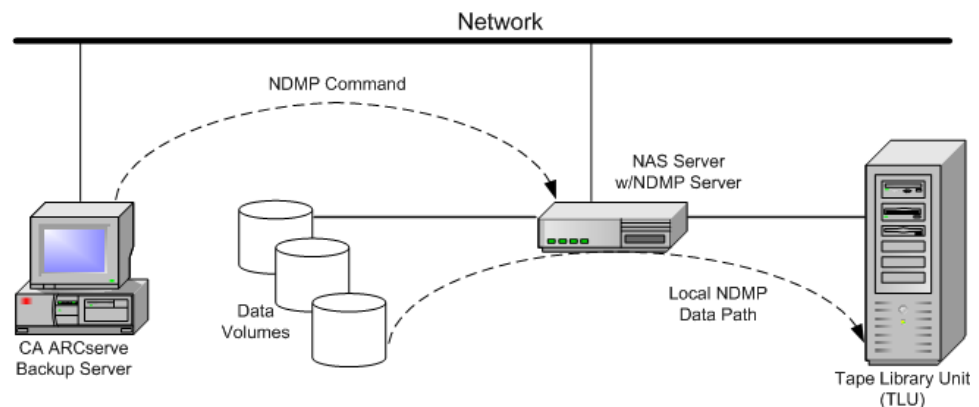 Network
NDMP Command
NAS Server
w/NDMP Server
Data
Volumes
Local NDMP
Data Path
CA ARCserve
Backup Server
Tape Library Unit
(TLU)